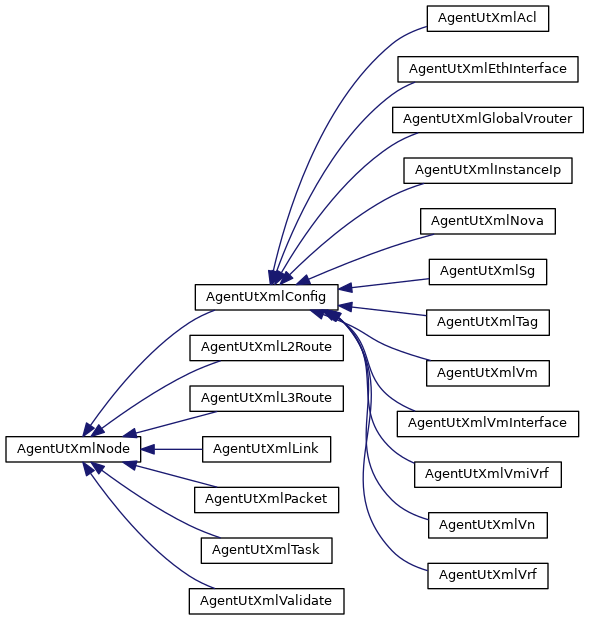 AgentUtXmlAcl
AgentUtXmlEthInterface
AgentUtXmlGlobalVrouter
AgentUtXmlInstanceIp
AgentUtXmlNova
AgentUtXmlSg
AgentUtXmlConfig
AgentUtXmlTag
AgentUtXmlL2Route
AgentUtXmlVm
AgentUtXmlL3Route
AgentUtXmlVmInterface
AgentUtXmlNode
AgentUtXmlLink
AgentUtXmlVmiVrf
AgentUtXmlPacket
AgentUtXmlVn
AgentUtXmlTask
AgentUtXmlVrf
AgentUtXmlValidate